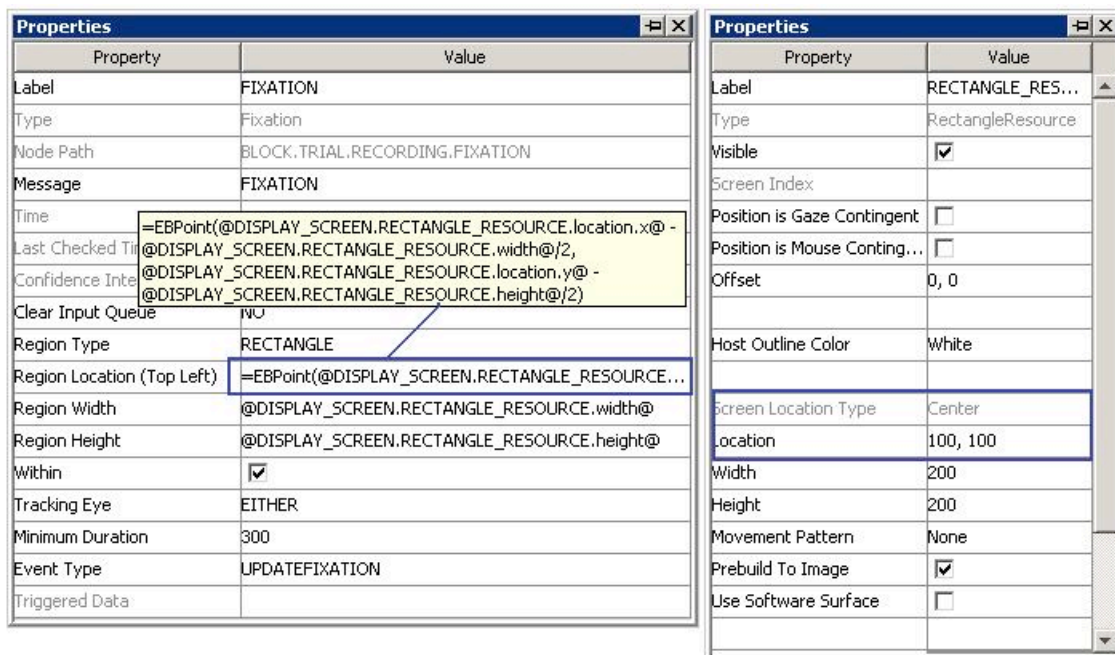 Properties
Property Value
Label FIXATION
Type Fixation
Node Path BLOCK.TRIAL.RECORDING.FIXATION
Message FIXATION
Time
=EBPoint(@DISPLAY_SCREEN.RECTANGLE_RESOURCE.location.x@ -
Last Checked
@DISPLAY_SCREEN.RECTANGLE_RESOURCE.width@/2,
@DISPLAY_SCREEN.RECTANGLE_RESOURCE.location.y@ -
Confidence
@DISPLAY_SCREEN.RECTANGLE_RESOURCE.height@/2)
Clear Input Queue NO
Region Type RECTANGLE
Region Location (Top Left) =EBPoint(@DISPLAY_SCREEN.RECTANGLE_RESOURCE...
Region Width @DISPLAY_SCREEN.RECTANGLE_RESOURCE.width@
Region Height @DISPLAY_SCREEN.RECTANGLE_RESOURCE.height@
Within
Tracking Eye EITHER
Minimum Duration 300
Event Type UPDATEFIXATION
Triggered Data
Properties
Property Value
Label RECTANGLE_RES...
Type RectangleResource
Visible
Screen Index
Position is Gaze Contingent
Position is Mouse Conting...
Offset 0, 0
Host Outline Color White
Screen Location Type Center
Location 100, 100
Width 200
Height 200
Movement Pattern None
Prebuild To Image
Use Software Surface